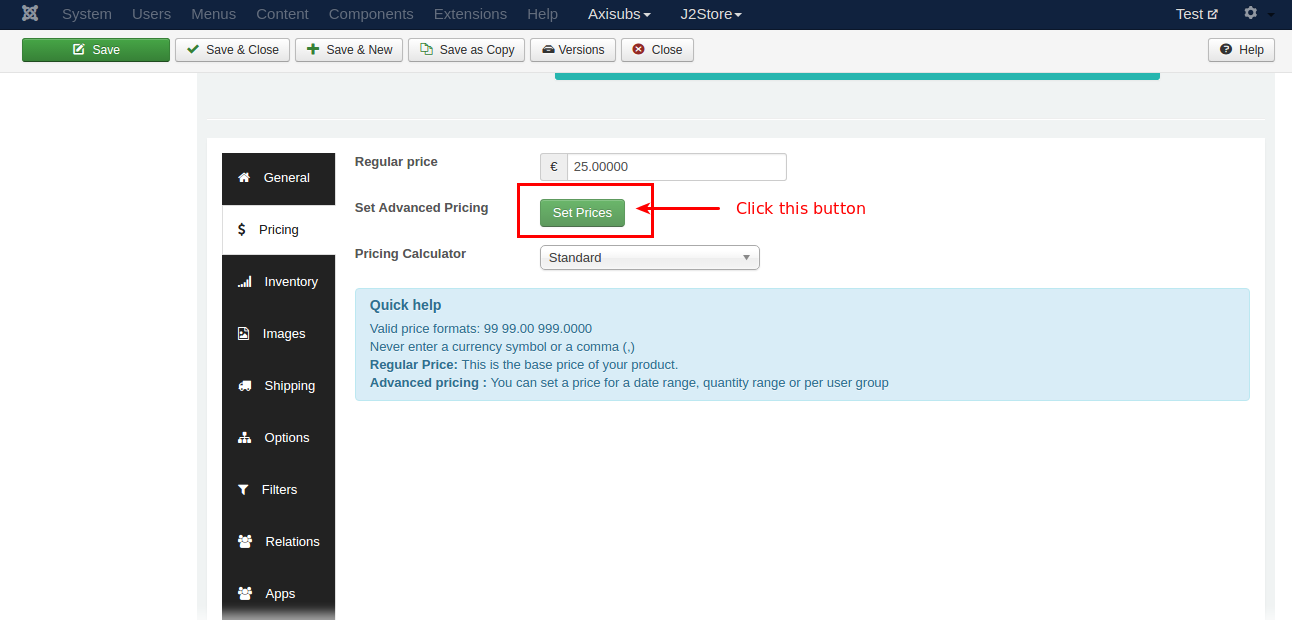 System Users Menus Content Components Extensions Help Axisubs J2Store Test
Save Save & Close Save & New Save as Copy Versions Close Help
General
Pricing
Inventory
Images
Shipping
Options
Filters
Relations
Apps
Regular price € 25.00000
Set Advanced Pricing Set Prices Click this button
Pricing Calculator Standard
Quick help
Valid price formats: 99 99.00 999.0000
Never enter a currency symbol or a comma (,)
Regular Price: This is the base price of your product.
Advanced pricing : You can set a price for a date range, quantity range or per user group